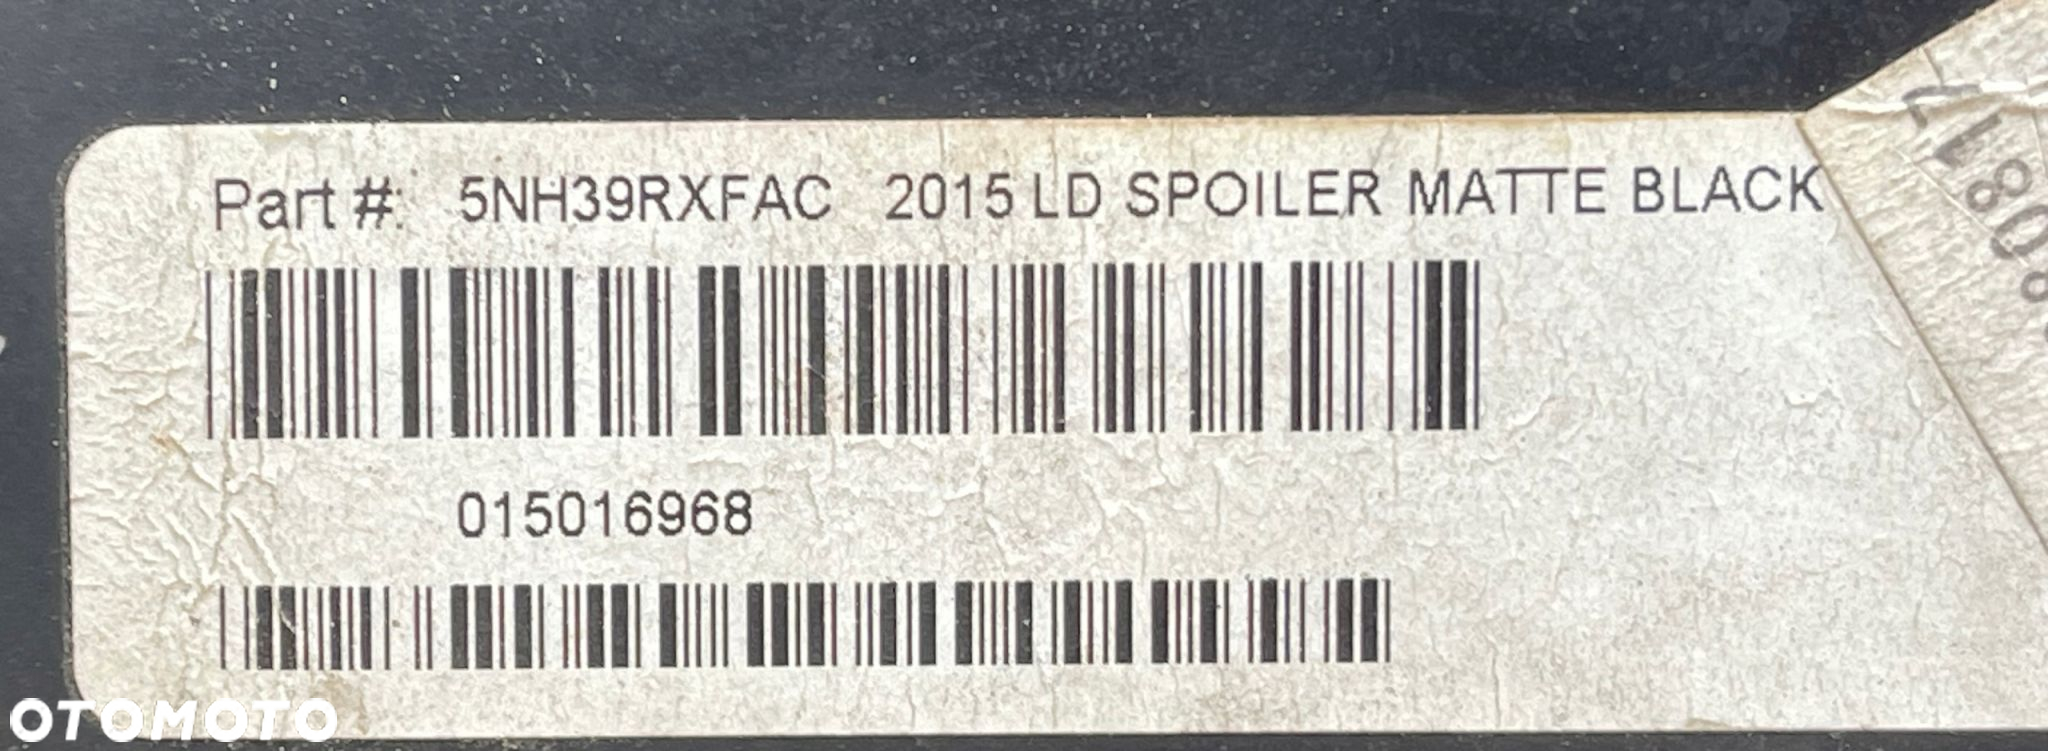 Part #: 5NH39RXFAC 2015 LD SPOILER MATTE BLACK
015016968
OTOMOTO